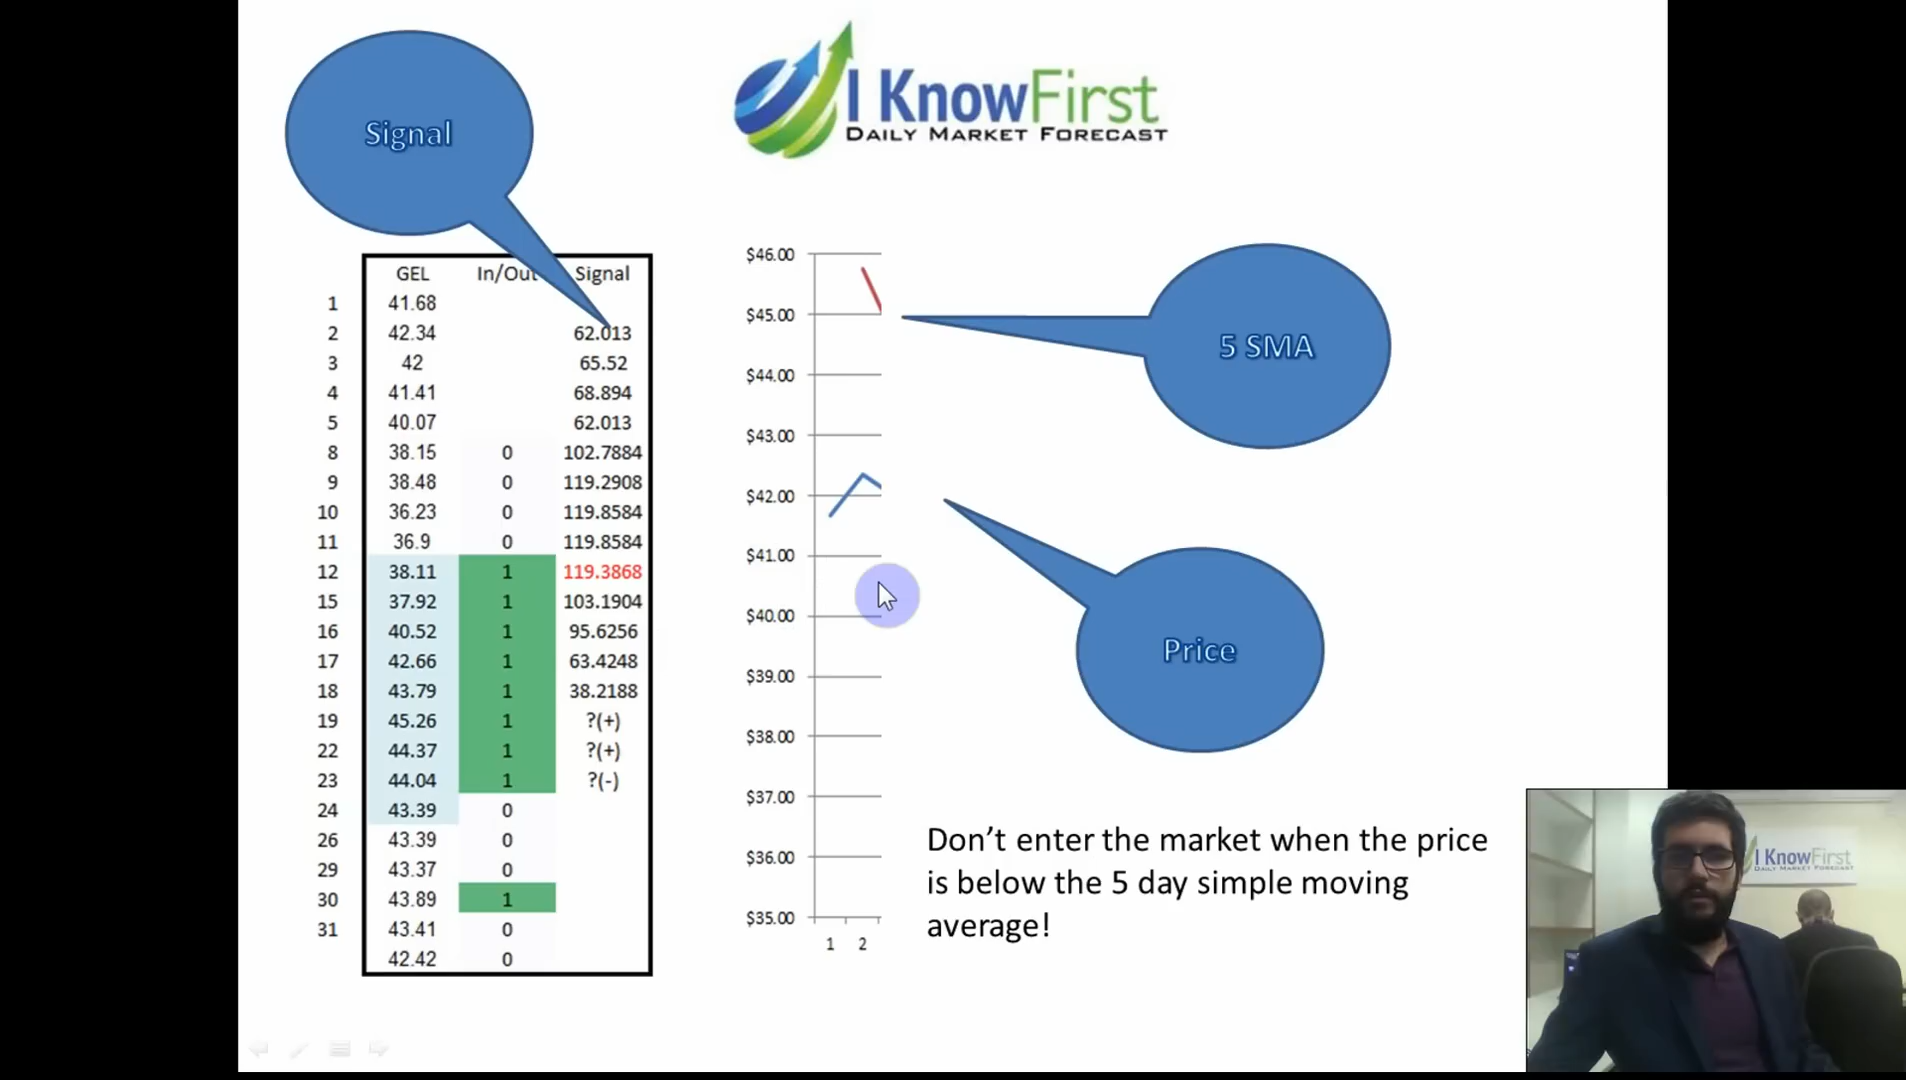 Signal
I KnowFirst
DAILY MARKET FORECAST
GEL In/Out Signal
1 41.68
2 42.34 62.013
3 42 65.52
4 41.41 68.894
5 40.07 62.013
8 38.15 0 102.7884
9 38.48 0 119.2908
10 36.23 0 119.8584
11 36.9 0 119.8584
12 38.11 1 119.3868
15 37.92 1 103.1904
16 40.52 1 95.6256
17 42.66 1 63.4248
18 43.79 1 38.2188
19 45.26 1 ?(+)
22 44.37 1 ?(+)
23 44.04 1 ?(-)
24 43.39 0
26 43.39 0
29 43.37 0
30 43.89 1
31 43.41 0
42.42 0
$46.00
$45.00
$44.00
$43.00
$42.00
$41.00
$40.00
$39.00
$38.00
$37.00
$36.00
$35.00
1 2
5 SMA
Price
Don’t enter the market when the price
is below the 5 day simple moving
average!
I KnowFirst
DAILY MARKET FORECAST